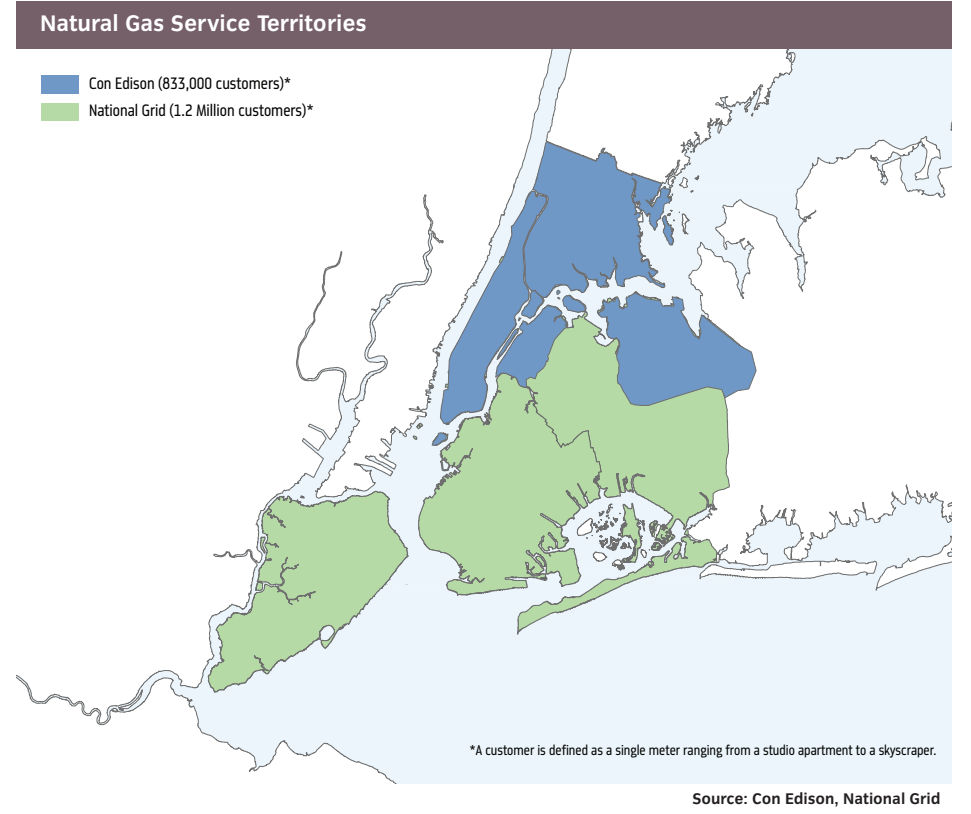 Natural Gas Service Territories
Con Edison (833,000 customers)*
National Grid (1.2 Million customers)*
*A customer is defined as a single meter ranging from a studio apartment to a skyscraper.
Source: Con Edison, National Grid